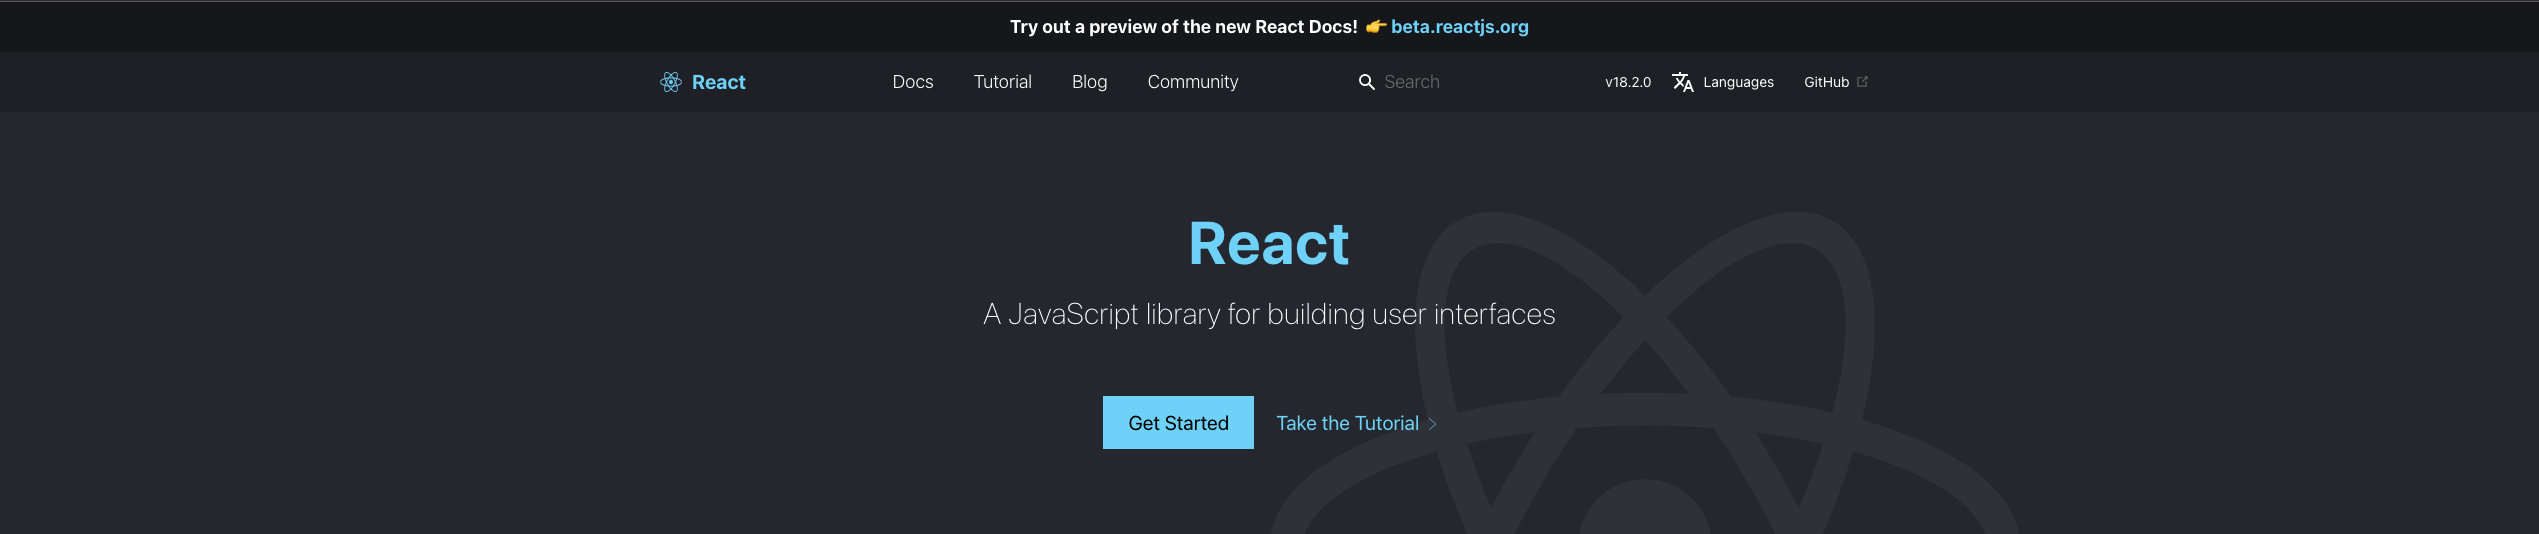 Try out a preview of the new React Docs! 👉 beta.reactjs.org
React Docs Tutorial Blog Community Search v18.2.0 Languages GitHub
React
A JavaScript library for building user interfaces
Get Started Take the Tutorial